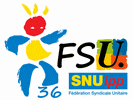 FSU.
SNUipp
Fédération Syndicale Unitaire
36